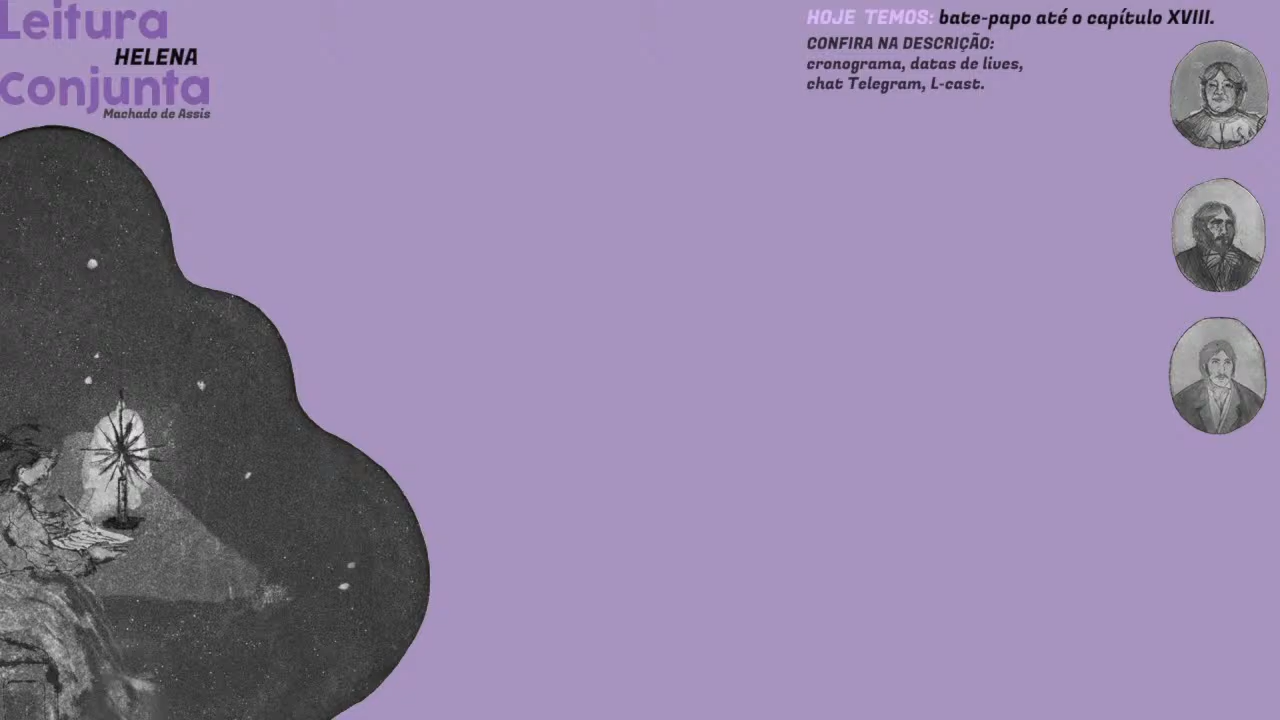 Leitura
HELENA
Conjunta
Machado de Assis
HOJE TEMOS: bate-papo até o capítulo XVIII.
CONFIRA NA DESCRIÇÃO:
cronograma, datas de lives,
chat Telegram, L-cast.